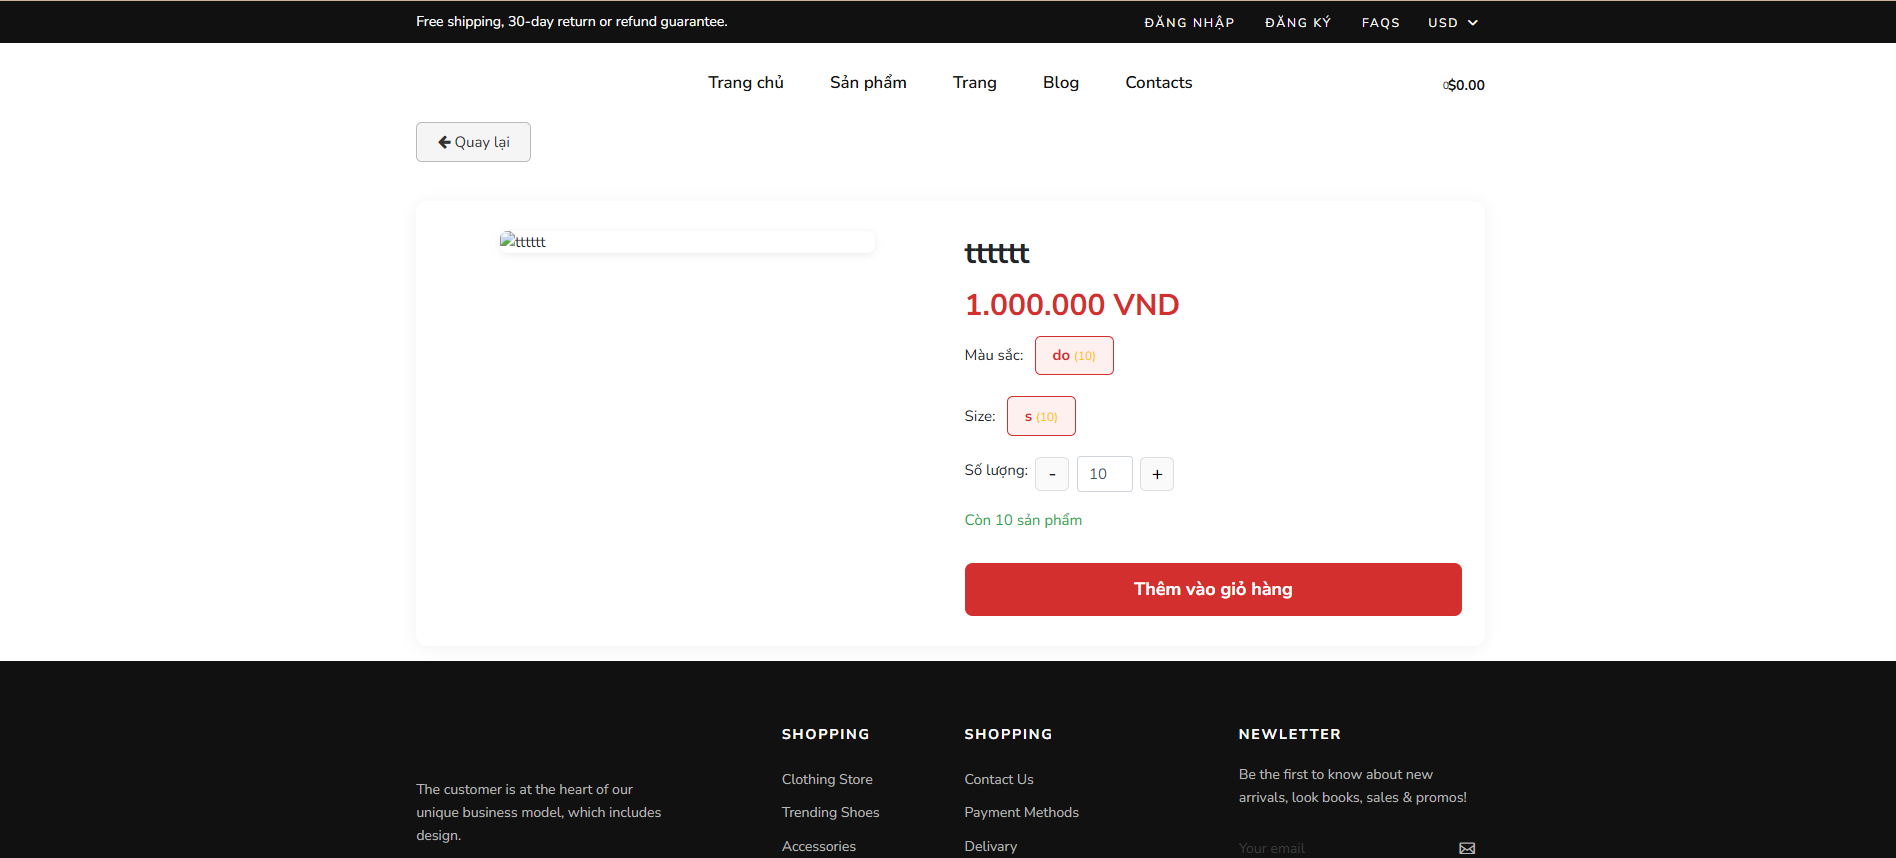 Free shipping, 30-day return or refund guarantee.
ĐĂNG NHẬP ĐĂNG KÝ FAQS USD
Trang chủ Sản phẩm Trang Blog Contacts
0$0.00
Quay lại
tttttt
tttttt
1.000.000 VND
Màu sắc: do (10)
Size: s (10)
Số lượng: - 10 +
Còn 10 sản phẩm
Thêm vào giỏ hàng
The customer is at the heart of our
unique business model, which includes
design.
SHOPPING
Clothing Store
Trending Shoes
Accessories
SHOPPING
Contact Us
Payment Methods
Delivary
NEWLETTER
Be the first to know about new
arrivals, look books, sales & promos!
Your email